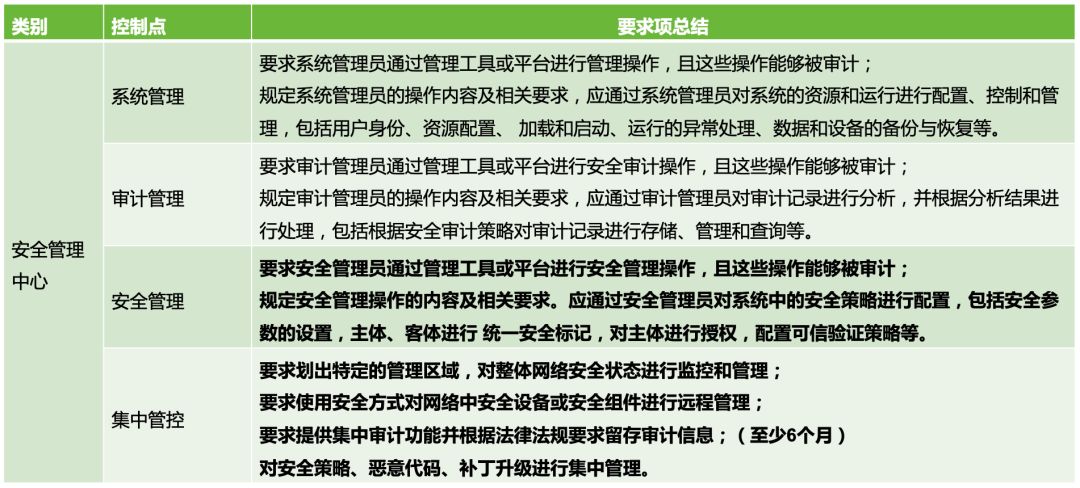 类别 控制点 要求项总结
安全管理
中心
系统管理
要求系统管理员通过管理工具或平台进行管理操作，且这些操作能够被审计；
规定系统管理员的操作内容及相关要求，应通过系统管理员对系统的资源和运行进行配置、控制和管
理，包括用户身份、资源配置、 加载和启动、运行的异常处理、数据和设备的备份与恢复等。
审计管理
要求审计管理员通过管理工具或平台进行安全审计操作，且这些操作能够被审计；
规定审计管理员的操作内容及相关要求，应通过审计管理员对审计记录进行分析，并根据分析结果进
行处理，包括根据安全审计策略对审计记录进行存储、管理和查询等。
安全管理
要求安全管理员通过管理工具或平台进行安全管理操作，且这些操作能够被审计；
规定安全管理操作的内容及相关要求。应通过安全管理员对系统中的安全策略进行配置，包括安全参
数的设置，主体、客体进行 统一安全标记，对主体进行授权，配置可信验证策略等。
集中管控
要求划出特定的管理区域，对整体网络安全状态进行监控和管理；
要求使用安全方式对网络中安全设备或安全组件进行远程管理；
要求提供集中审计功能并根据法律法规要求留存审计信息；（至少6个月）
对安全策略、恶意代码、补丁升级进行集中管理。